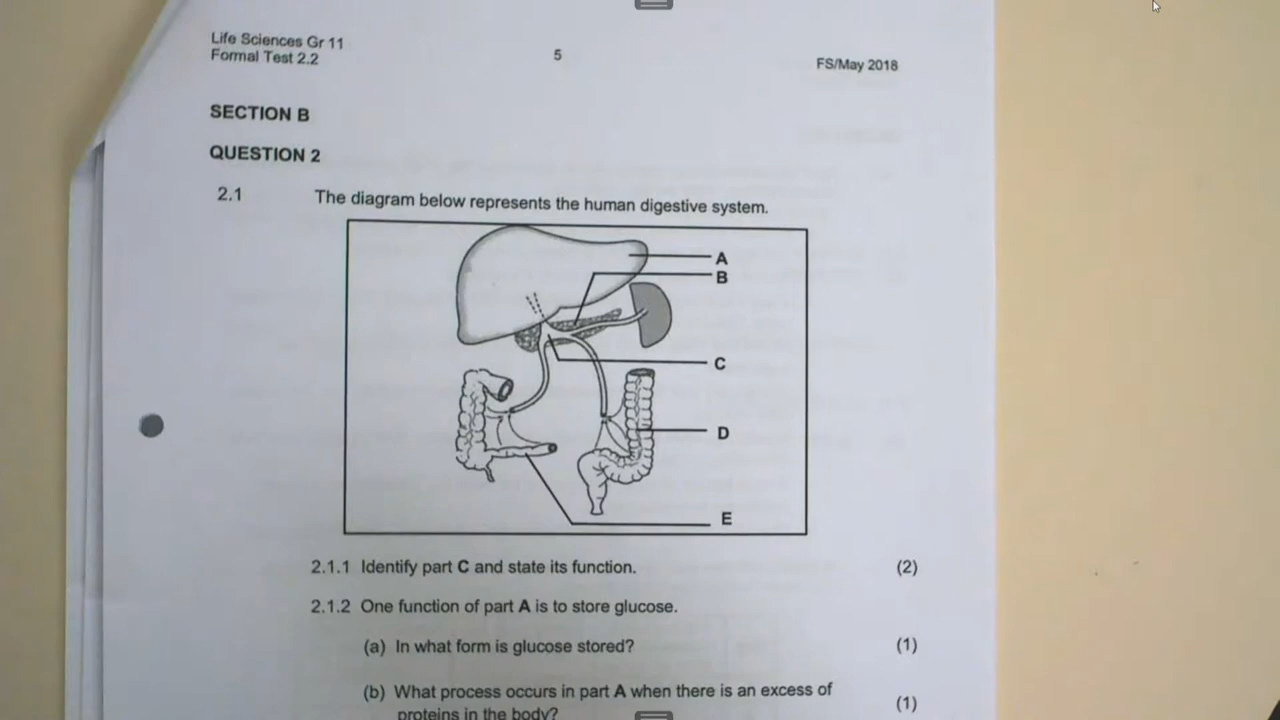 Life Sciences Gr 11
Formal Test 2.2
5
FS/May 2018
SECTION B
QUESTION 2
2.1 The diagram below represents the human digestive system.
A
B
C
D
E
2.1.1 Identify part C and state its function. (2)
2.1.2 One function of part A is to store glucose.
(a) In what form is glucose stored? (1)
(b) What process occurs in part A when there is an excess of
proteins in the body? (1)